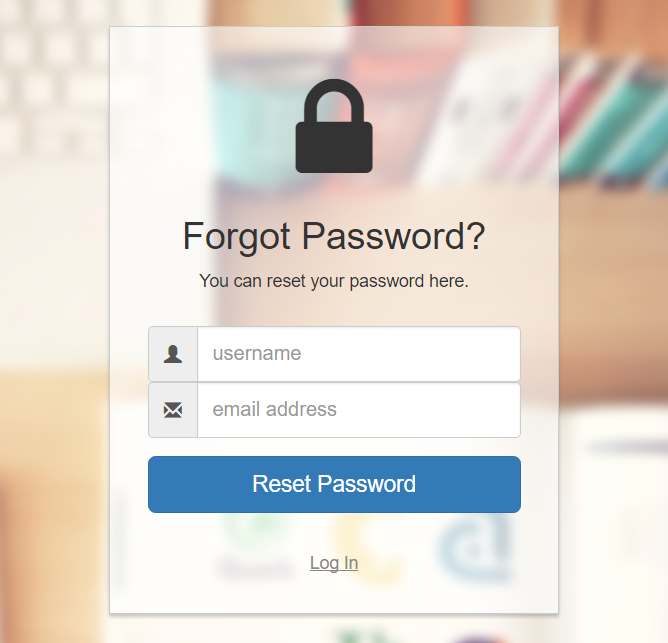 Forgot Password?
You can reset your password here.
username
email address
Reset Password
Log In